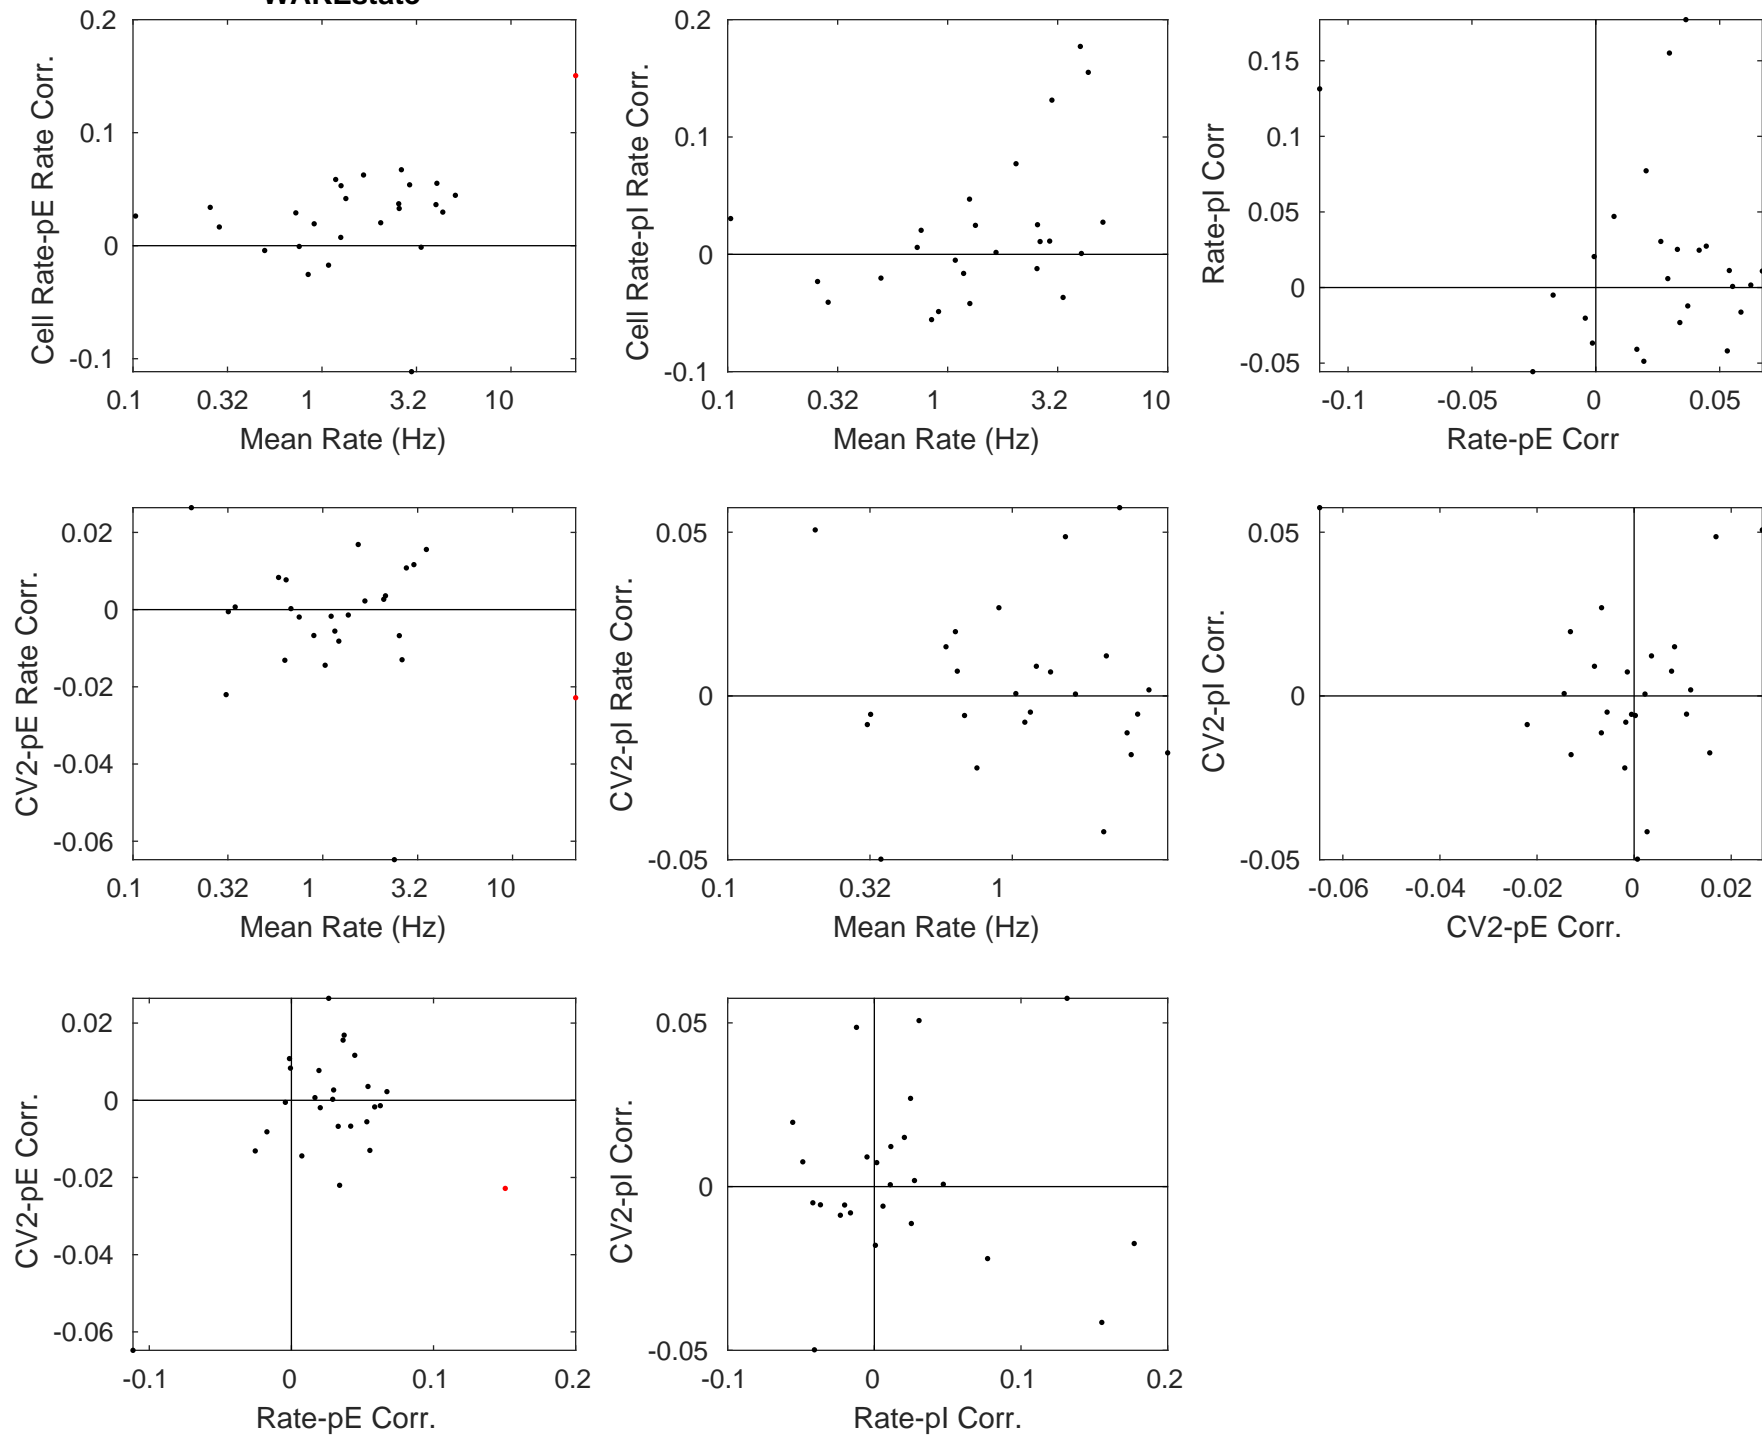 WAKEstate
0.2
0.1
0
-0.1
Cell Rate-pE Rate Corr.
0.1 0.32 1 3.2 10
Mean Rate (Hz)
0.2
0.1
0
-0.1
Cell Rate-pI Rate Corr.
0.1 0.32 1 3.2 10
Mean Rate (Hz)
0.15
0.1
0.05
0
-0.05
Rate-pI Corr
-0.1 -0.05 0 0.05
Rate-pE Corr
0.02
0
-0.02
-0.04
-0.06
CV2-pE Rate Corr.
0.1 0.32 1 3.2 10
Mean Rate (Hz)
0.05
0
-0.05
CV2-pI Rate Corr.
0.1 0.32 1
Mean Rate (Hz)
0.05
0
-0.05
CV2-pI Corr.
-0.06 -0.04 -0.02 0 0.02
CV2-pE Corr.
0.02
0
-0.02
-0.04
-0.06
CV2-pE Corr.
-0.1 0 0.1 0.2
Rate-pE Corr.
0.05
0
-0.05
CV2-pI Corr.
-0.1 0 0.1 0.2
Rate-pI Corr.